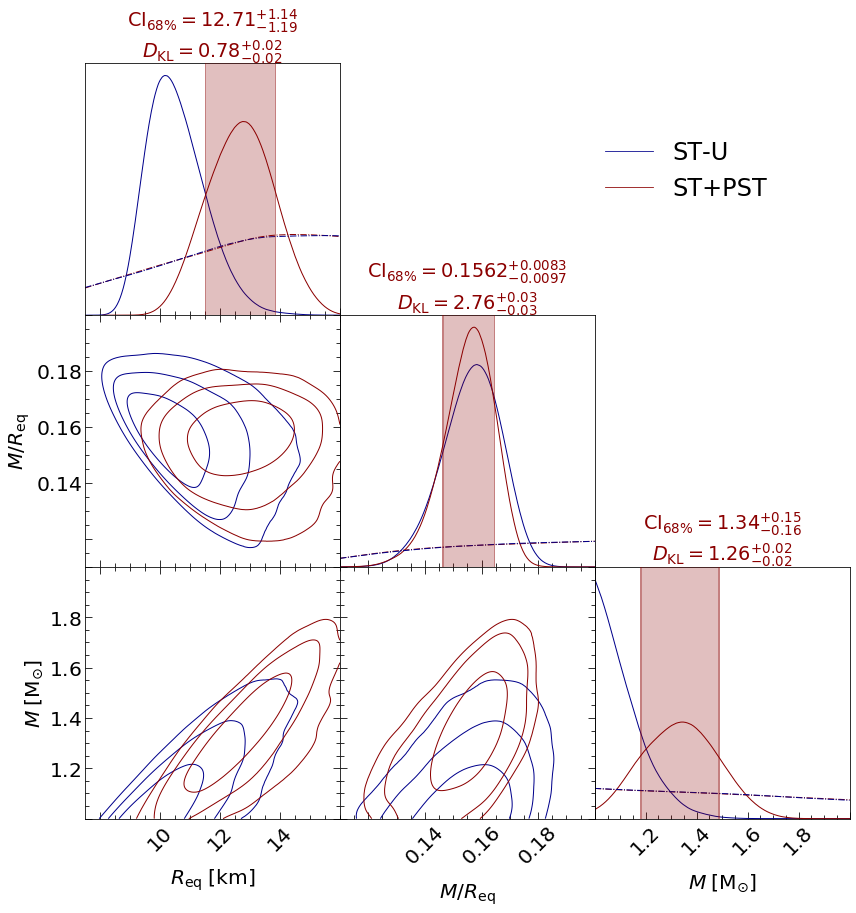 CI68% = 12.71+1.14−1.19
DKL = 0.78+0.02−0.02
ST-U
ST+PST
CI68% = 0.1562+0.0083−0.0097
DKL = 2.76+0.03−0.03
0.18
0.16
0.14
M/Req
CI68% = 1.34+0.15−0.16
DKL = 1.26+0.02−0.02
1.8
1.6
1.4
1.2
M [M⊙]
10 12 14
Req [km]
0.14 0.16 0.18
M/Req
1.2 1.4 1.6 1.8
M [M⊙]